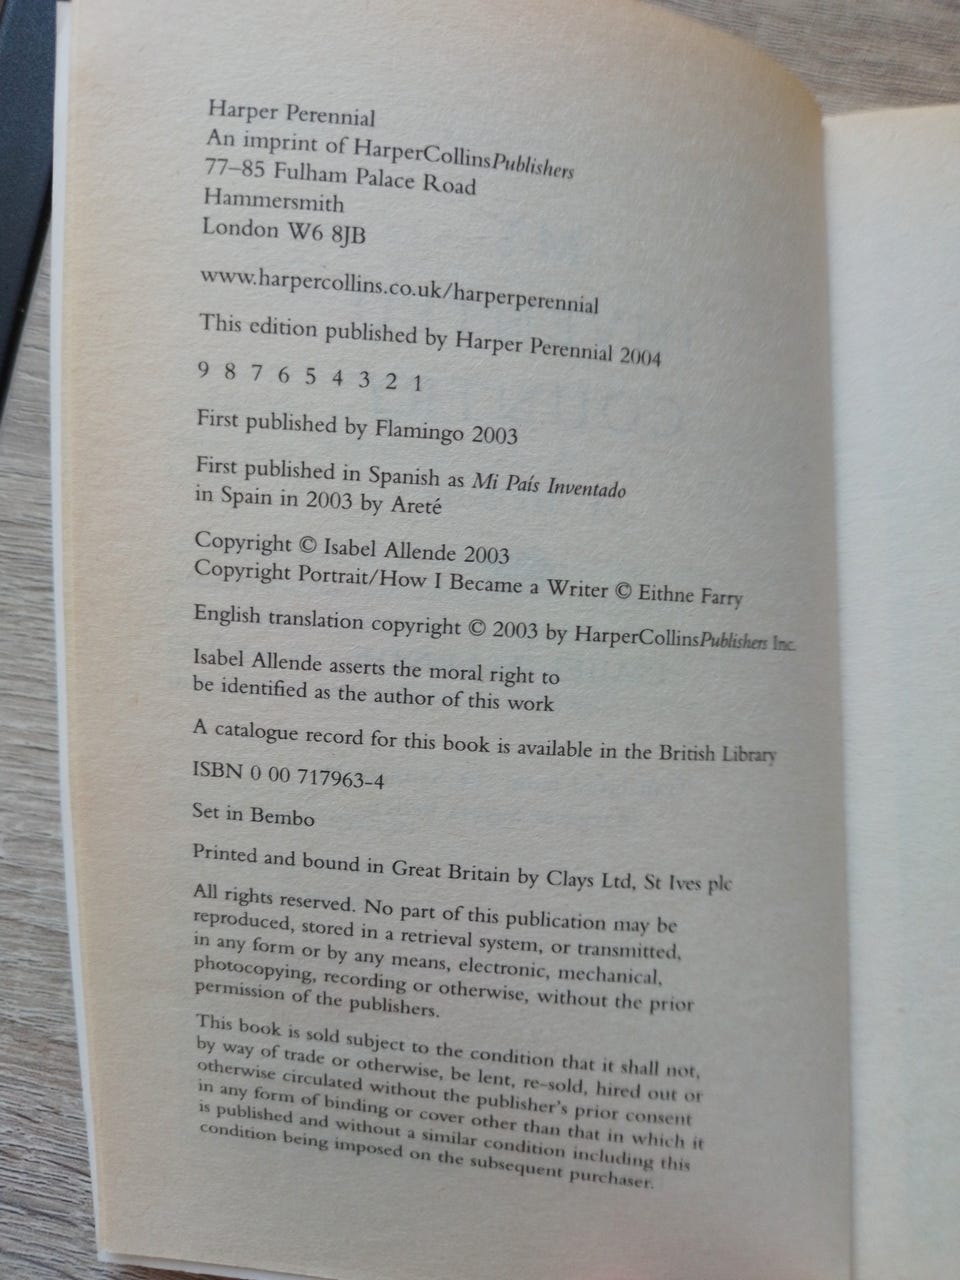 Harper Perennial
An imprint of HarperCollinsPublishers
77–85 Fulham Palace Road
Hammersmith
London W6 8JB
www.harpercollins.co.uk/harperperennial
This edition published by Harper Perennial 2004
9 8 7 6 5 4 3 2 1
First published by Flamingo 2003
First published in Spanish as Mi País Inventado
in Spain in 2003 by Areté
Copyright © Isabel Allende 2003
Copyright Portrait/How I Became a Writer © Eithne Farry
English translation copyright © 2003 by HarperCollinsPublishers Inc.
Isabel Allende asserts the moral right to
be identified as the author of this work
A catalogue record for this book is available in the British Library
ISBN 0 00 717963-4
Set in Bembo
Printed and bound in Great Britain by Clays Ltd, St Ives plc
All rights reserved. No part of this publication may be
reproduced, stored in a retrieval system, or transmitted,
in any form or by any means, electronic, mechanical,
photocopying, recording or otherwise, without the prior
permission of the publishers.
This book is sold subject to the condition that it shall not,
by way of trade or otherwise, be lent, re-sold, hired out or
otherwise circulated without the publisher's prior consent
in any form of binding or cover other than that in which it
is published and without a similar condition including this
condition being imposed on the subsequent purchaser.